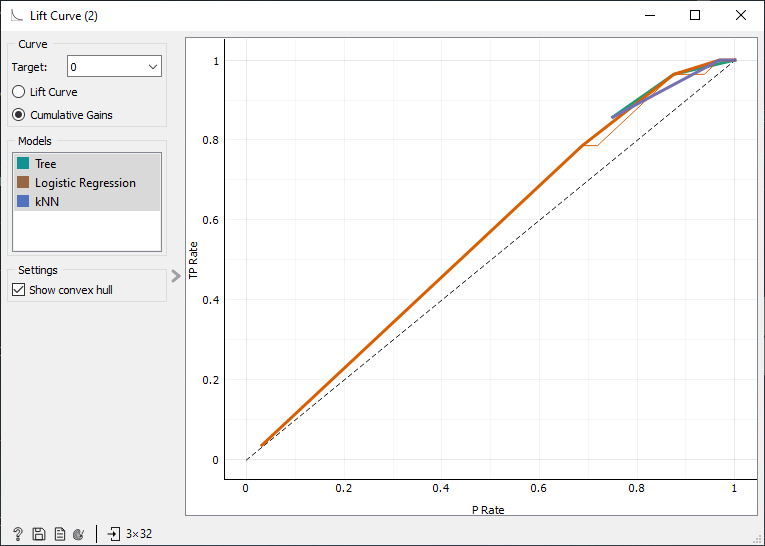 Lift Curve (2)
Curve
Target: 0
Lift Curve
Cumulative Gains
Models
Tree
Logistic Regression
kNN
Settings
Show convex hull
TP Rate
1
0.8
0.6
0.4
0.2
0
0 0.2 0.4 0.6 0.8 1
P Rate
? 3×32